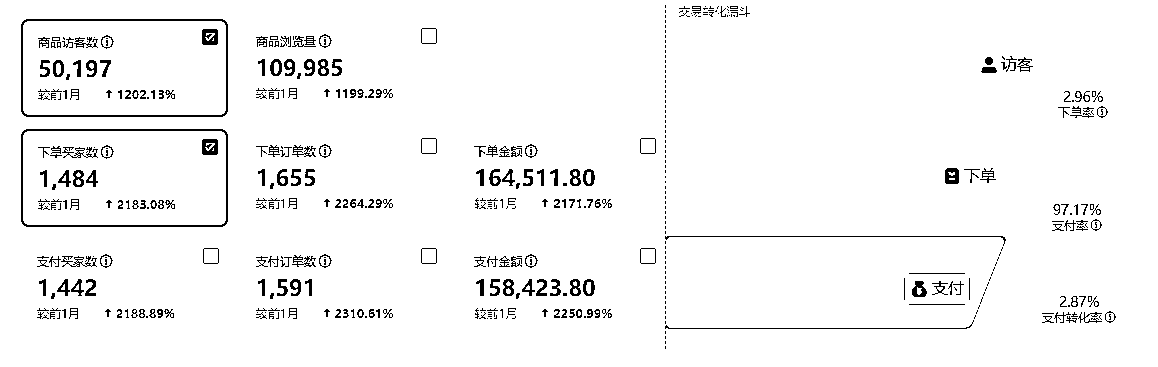 商品访客数
50,197
较前1月 ↑ 1202.13%
商品浏览量
109,985
较前1月 ↑ 1199.29%
下单买家数
1,484
较前1月 ↑ 2183.08%
下单订单数
1,655
较前1月 ↑ 2264.29%
下单金额
164,511.80
较前1月 ↑ 2171.76%
支付买家数
1,442
较前1月 ↑ 2188.89%
支付订单数
1,591
较前1月 ↑ 2310.61%
支付金额
158,423.80
较前1月 ↑ 2250.99%
交易转化漏斗
访客
2.96%
下单率
下单
97.17%
支付率
支付
2.87%
支付转化率